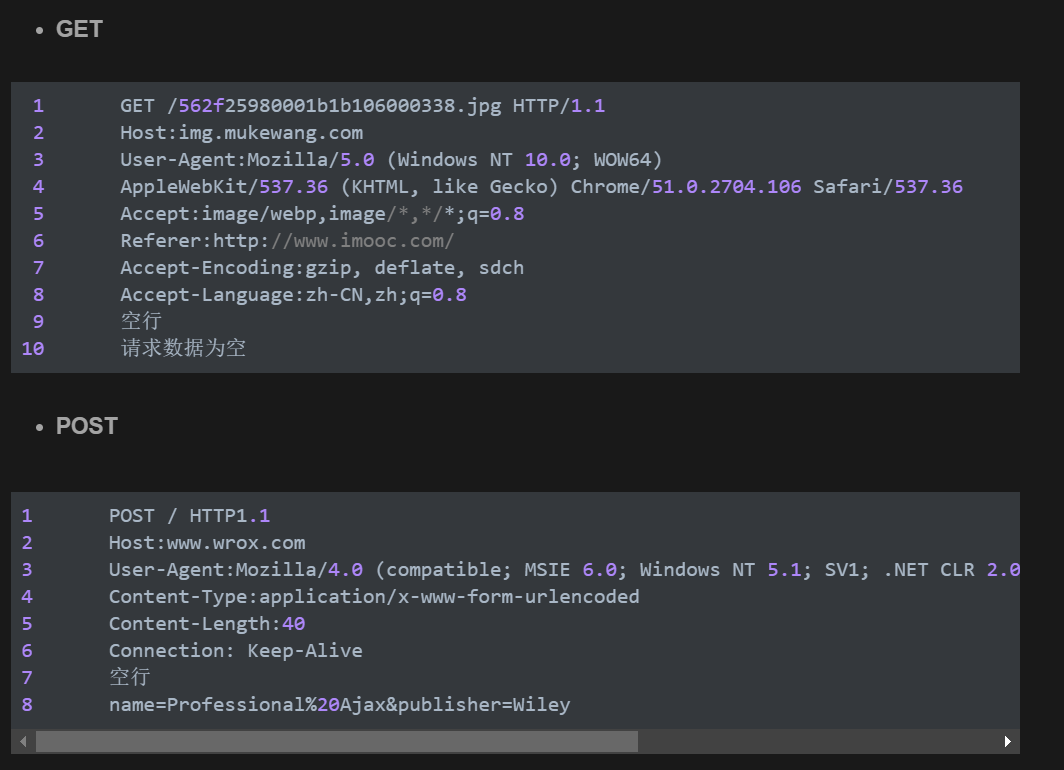 GET
1 GET /562f25980001b1b106000338.jpg HTTP/1.1
2 Host:img.mukewang.com
3 User-Agent:Mozilla/5.0 (Windows NT 10.0; WOW64)
4 AppleWebKit/537.36 (KHTML, like Gecko) Chrome/51.0.2704.106 Safari/537.36
5 Accept:image/webp,image/*,*/*;q=0.8
6 Referer:http://www.imooc.com/
7 Accept-Encoding:gzip, deflate, sdch
8 Accept-Language:zh-CN,zh;q=0.8
9 空行
10 请求数据为空
POST
1 POST / HTTP1.1
2 Host:www.wrox.com
3 User-Agent:Mozilla/4.0 (compatible; MSIE 6.0; Windows NT 5.1; SV1; .NET CLR 2.0
4 Content-Type:application/x-www-form-urlencoded
5 Content-Length:40
6 Connection: Keep-Alive
7 空行
8 name=Professional%20Ajax&publisher=Wiley